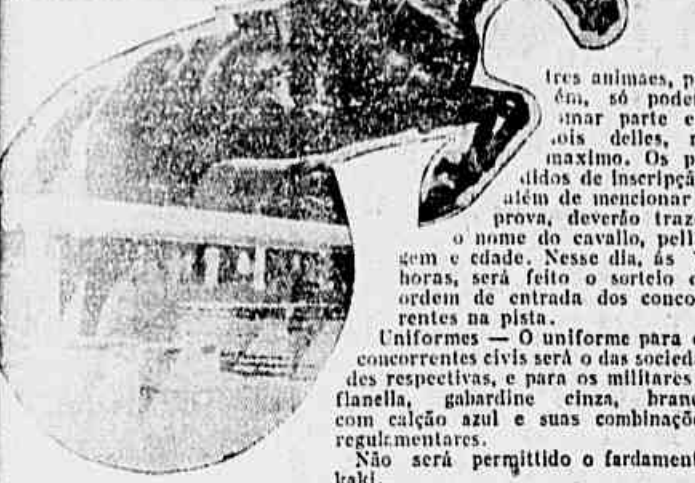 tres animaes, p
ém, só pode
mar parte e
ois delles, n
maximo. Os p
didos de inscripçã
além de mencionar
prova, deverão traz
o nome do cavallo, pell
gem e edade. Nesse dia, ás
horas, será feito o sorteio
ordem de entrada dos conco
rentes na pista.
Uniformes — O uniforme para
concorrentes civis será o das socieda
des respectivas, e para os militares
flanella, gabardine cinza, branc
com calção azul e suas combinaçõe
regulamentares.
Não será permittido o fardament
kaki.